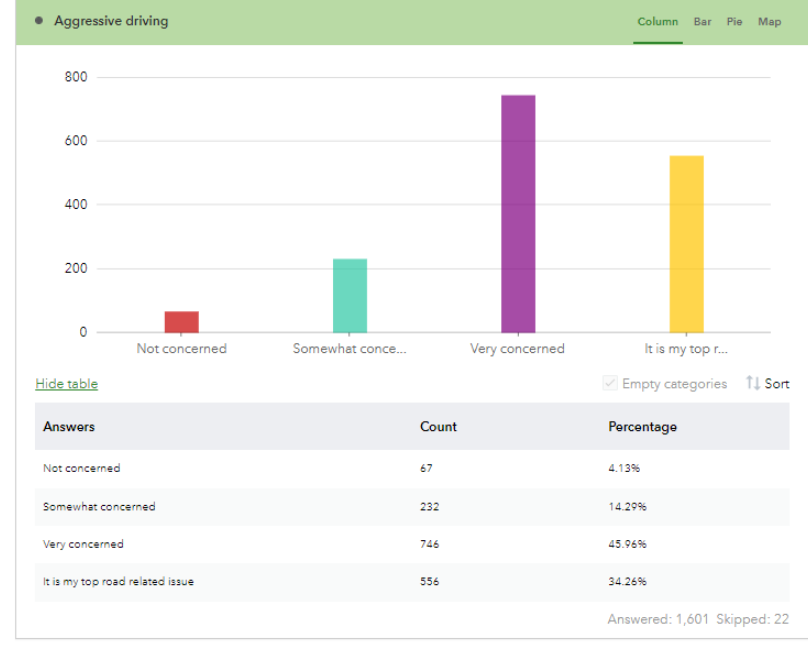 Aggressive driving Column Bar Pie Map
800
600
400
200
0
Not concerned Somewhat conce... Very concerned It is my top r...
Hide table Empty categories Sort
Answers Count Percentage
Not concerned 67 4.13%
Somewhat concerned 232 14.29%
Very concerned 746 45.96%
It is my top road related issue 556 34.26%
Answered: 1,601 Skipped: 22